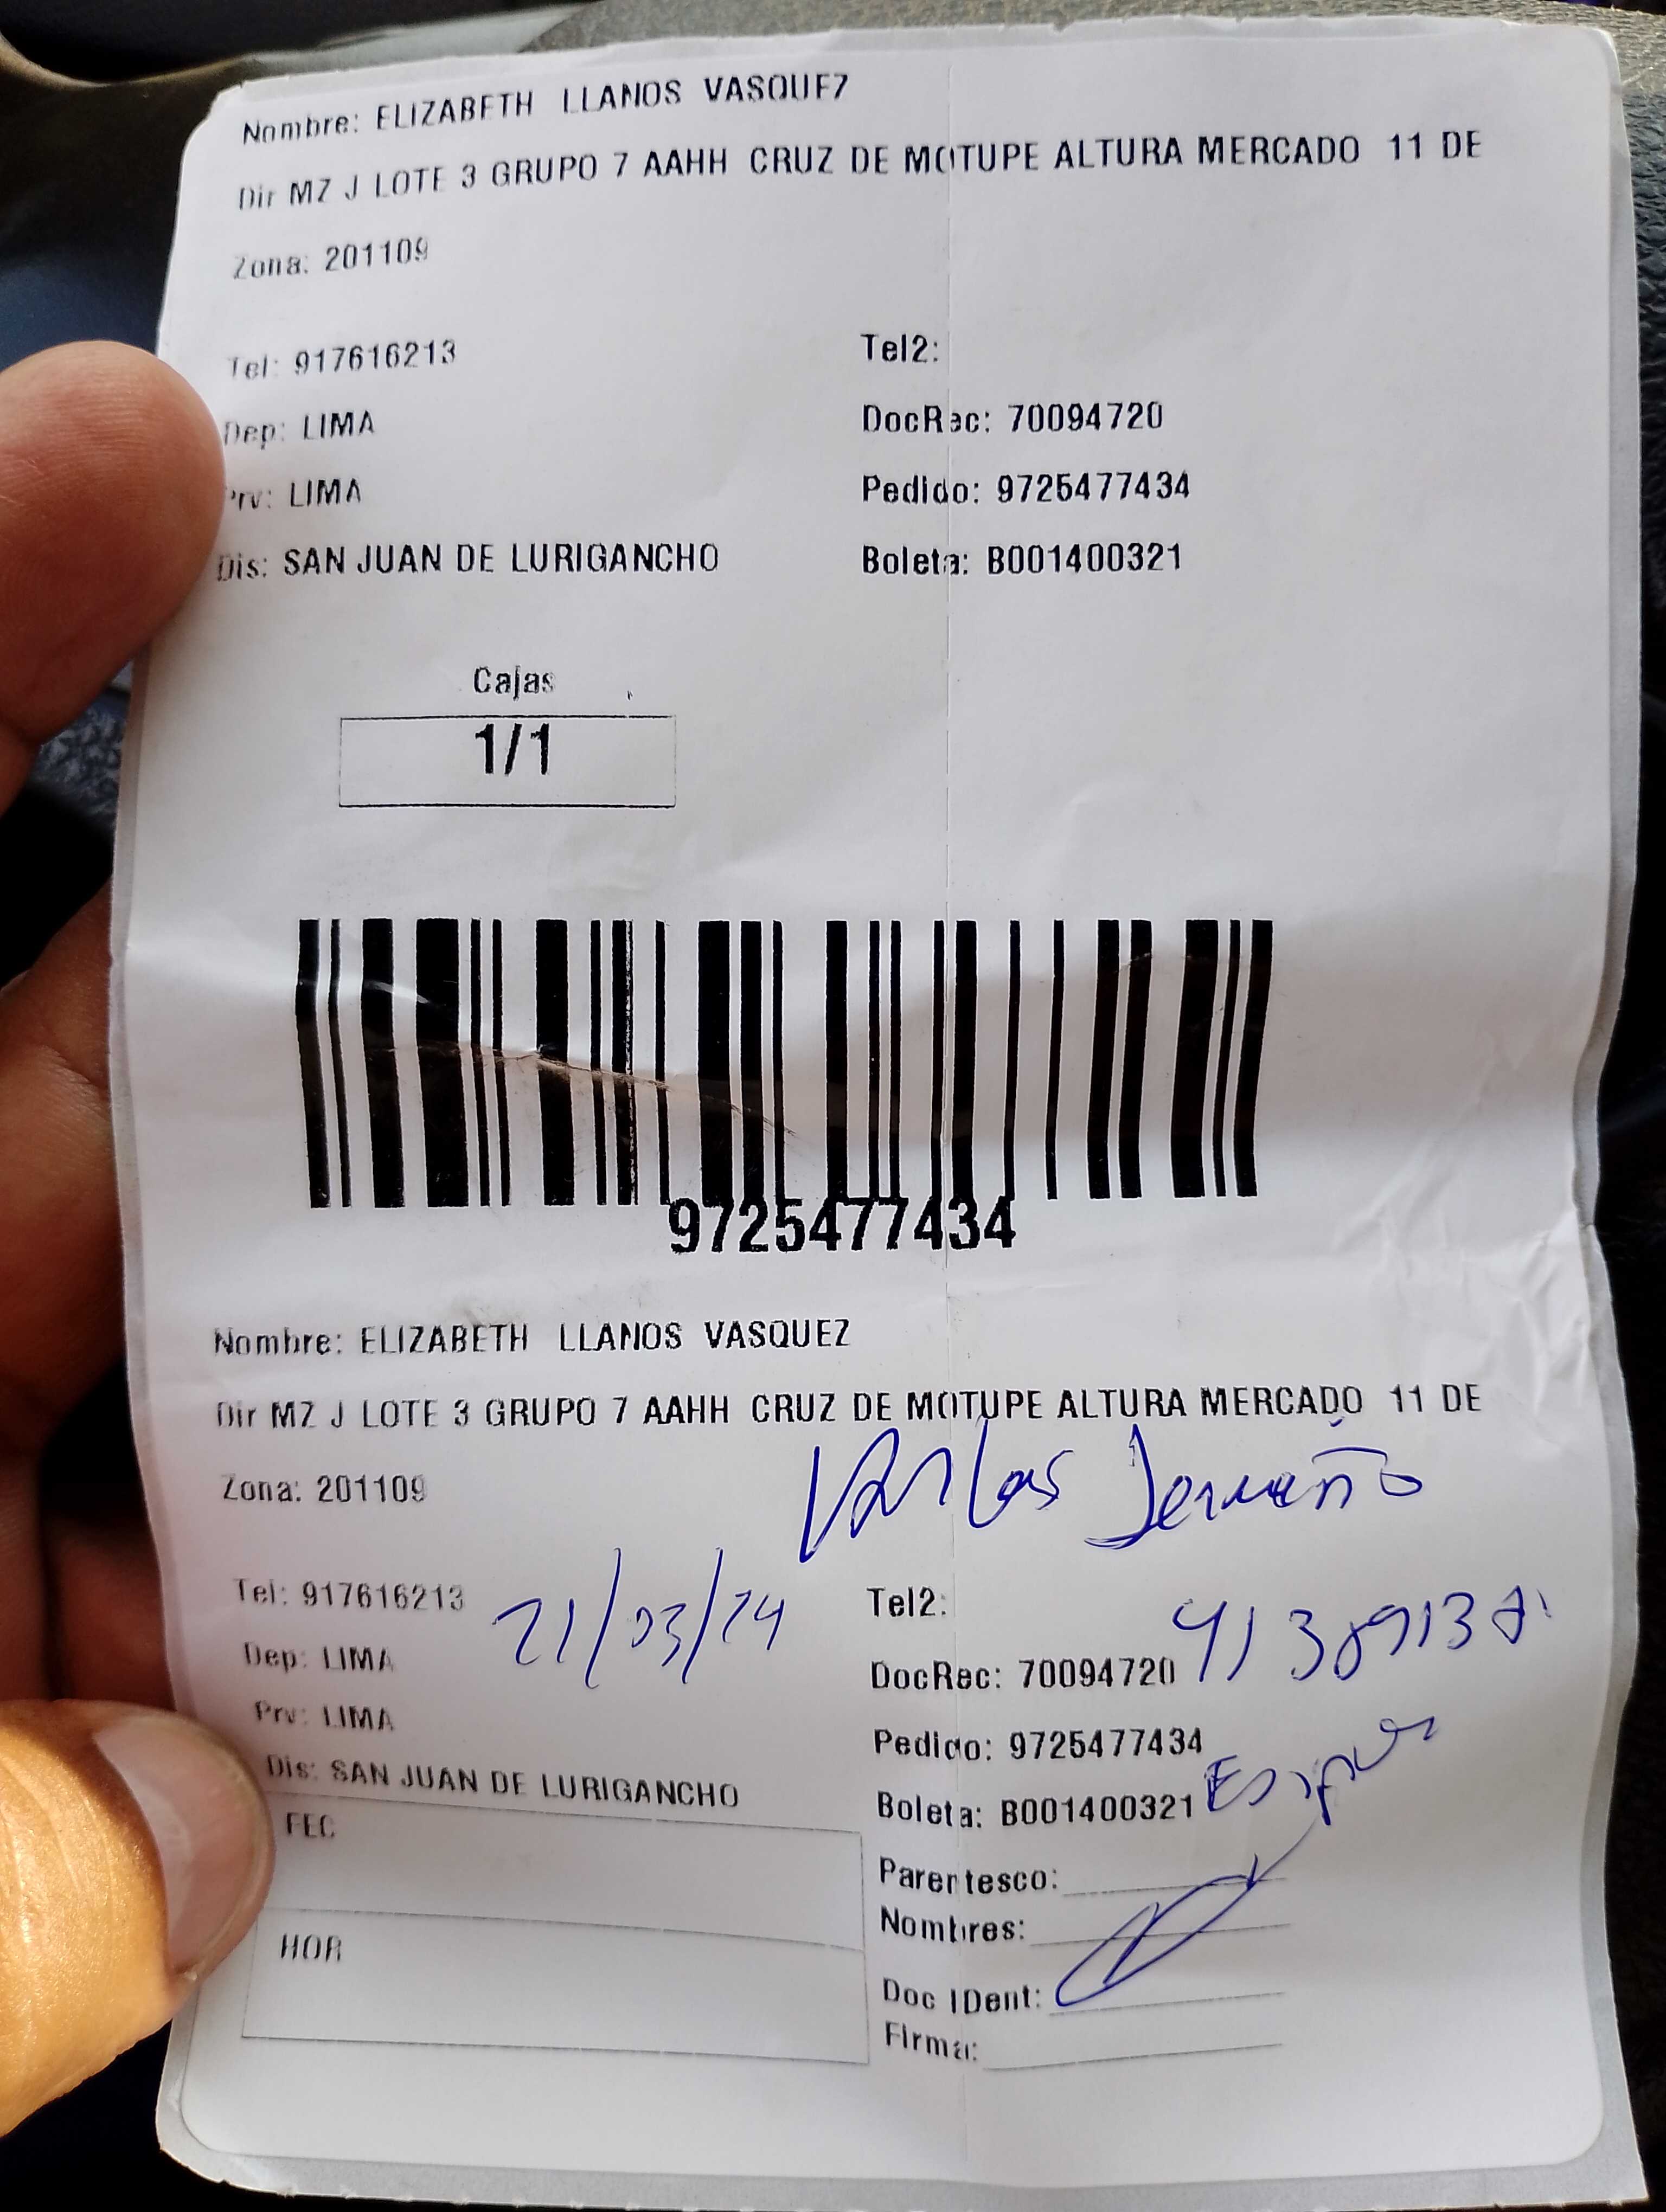 Nombre: ELIZABETH LLANOS VASQUEZ
Dir MZ J LOTE 3 GRUPO 7 AAHH CRUZ DE MOTUPE ALTURA MERCADO 11 DE
Zona: 201109
Tel: 917616213 Tel2:
Dep: LIMA DocRec: 70094720
Prv: LIMA Pedido: 9725477434
Dis: SAN JUAN DE LURIGANCHO Boleta: B001400321
Cajas
1/1
9725477434
Nombre: ELIZABETH LLANOS VASQUEZ
Dir MZ J LOTE 3 GRUPO 7 AAHH CRUZ DE MOTUPE ALTURA MERCADO 11 DE
Zona: 201109
Tel: 917616213 21/03/24 Tel2:
Dep: LIMA DocRec: 70094720
Prv: LIMA Pedido: 9725477434
Dis: SAN JUAN DE LURIGANCHO Boleta: B001400321
FEC
HOR
Parentesco:
Nombres:
Doc IDent:
Firma: